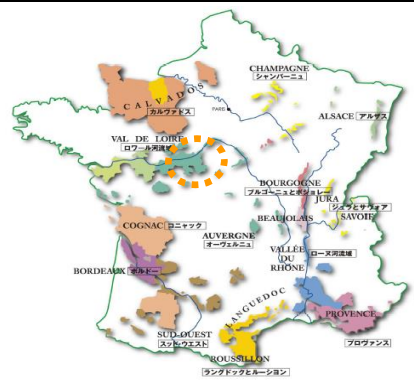 CHAMPAGNE
シャンパーニュ
CALVADOS
カルヴァドス
PARIS
ALSACE アルザス
VAL DE LOIRE
ロワール河流域
BOURGOGNE
ブルゴーニュとボジョレー
JURA
ジュラとサヴォア
SAVOIE
BEAUJOLAIS
COGNAC コニャック
AUVERGNE
オーヴェルニュ
VALLÉE
DU
RHÔNE
ローヌ河流域
BORDEAUX ボルドー
LANGUEDOC
PROVENCE
プロヴァンス
SUD-OUEST
スッド・ウエスト
ROUSSILLON
ラングドックとルーション